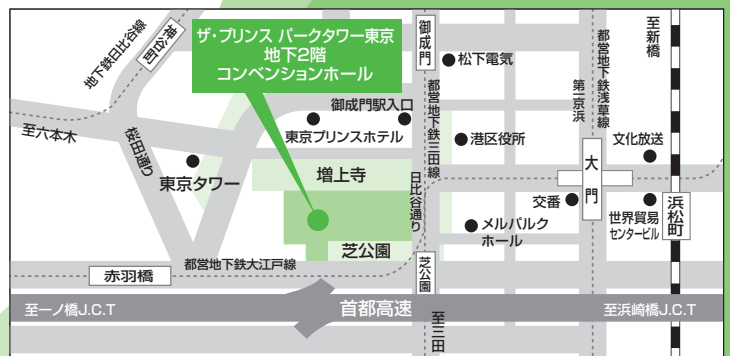 ザ・プリンス パークタワー東京
地下2階
コンベンションホール
地下鉄日比谷線
神谷町
御成門
松下電気
都営地下鉄三田線
都営地下鉄浅草線
第一京浜
至新橋
至六本木
桜田通り
御成門駅入口
東京プリンスホテル
港区役所
文化放送
東京タワー
増上寺
日比谷通り
大門
交番
世界貿易
センタービル
浜松町
メルパルク
ホール
芝公園
都営地下鉄大江戸線
赤羽橋
芝公園
至一ノ橋J.C.T
首都高速
至浜崎橋J.C.T
至三田